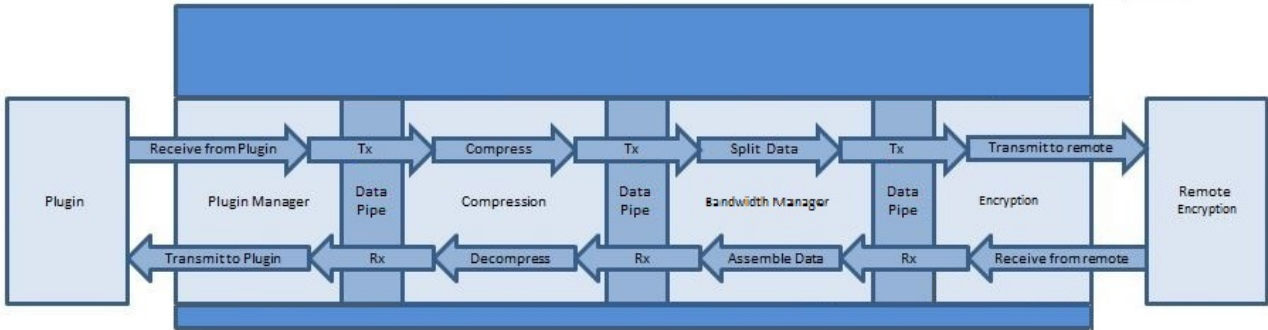 Receive from Plugin
Tx
Compress
Tx
Split Data
Tx
Transmit to remote
Plugin
Plugin Manager
Data
Pipe
Compression
Data
Pipe
Bandwidth Manager
Data
Pipe
Encryption
Remote
Encryption
Transmit to Plugin
Rx
Decompress
Rx
Assemble Data
Rx
Receive from remote